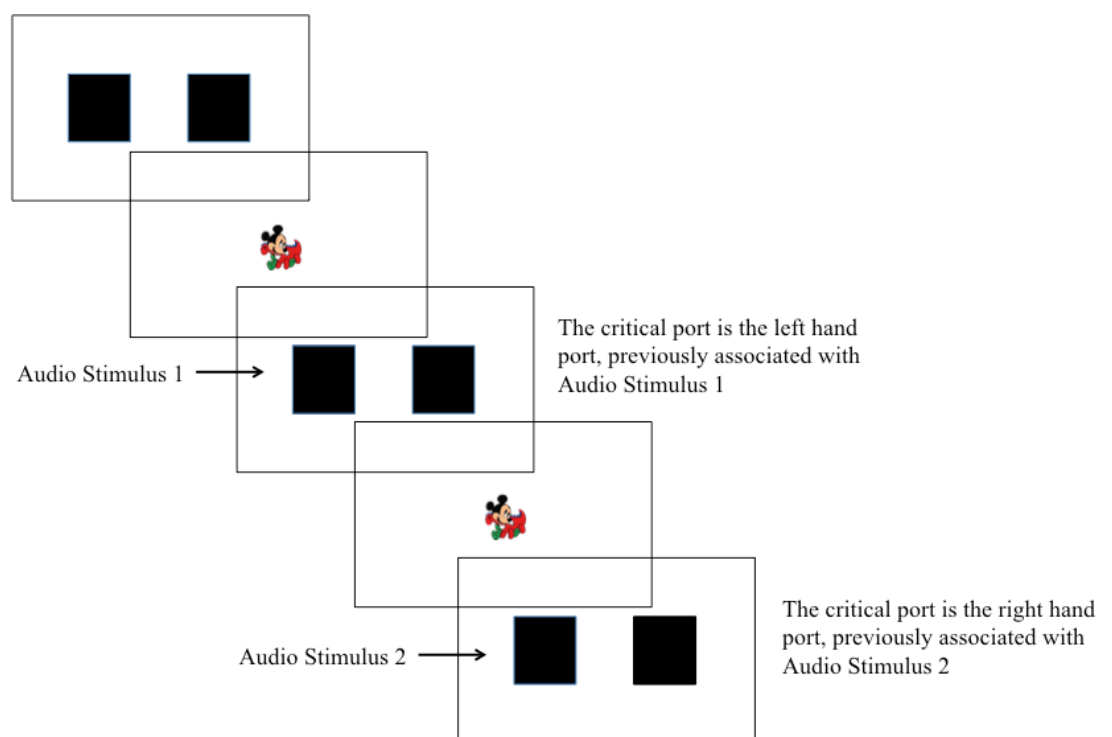 The critical port is the left hand
port, previously associated with
Audio Stimulus 1
Audio Stimulus 1
The critical port is the right hand
port, previously associated with
Audio Stimulus 2
Audio Stimulus 2